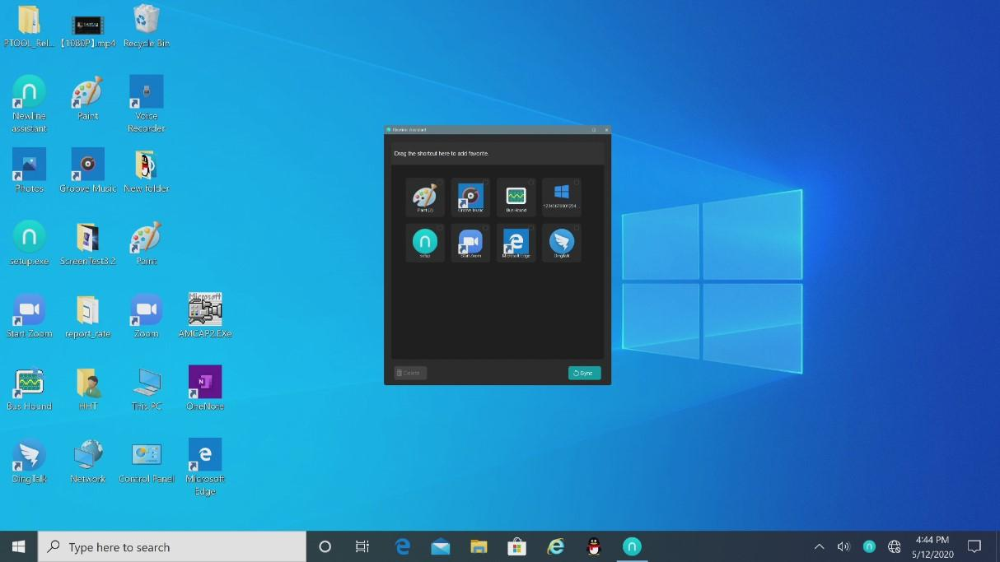 PTOOL_Rel...
【1080P】.mp4
Recycle Bin
Newline
assistant
Paint
Voice
Recorder
Photos
Groove Music
New folder
setup.exe
ScreenTest3.2
Paint
Start Zoom
report_rate
Zoom
Microsoft
AMCAP2.EXe
Bus Hound
HHT
This PC
OneNote
DingTalk
Network
Control Panel
Microsoft
Edge
Newline Assistant
Drag the shortcut here to add favorite.
Paint (2)
Groove Music
Bus Hound
setup
Start Zoom
Microsoft Edge
DingTalk
Delete
Sync
Type here to search
4:44 PM
5/12/2020